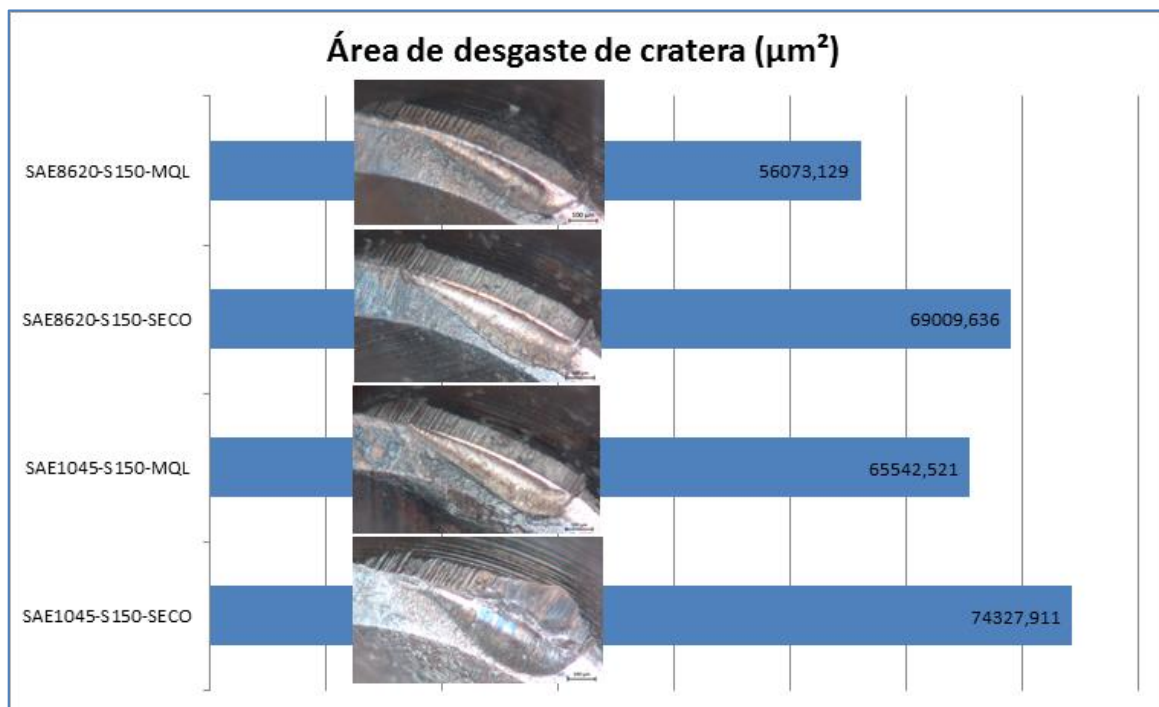 Área de desgaste de cratera (µm²)
SAE8620-S150-MQL
56073,129
100 µm
SAE8620-S150-SECO
69009,636
SAE1045-S150-MQL
65542,521
SAE1045-S150-SECO
74327,911